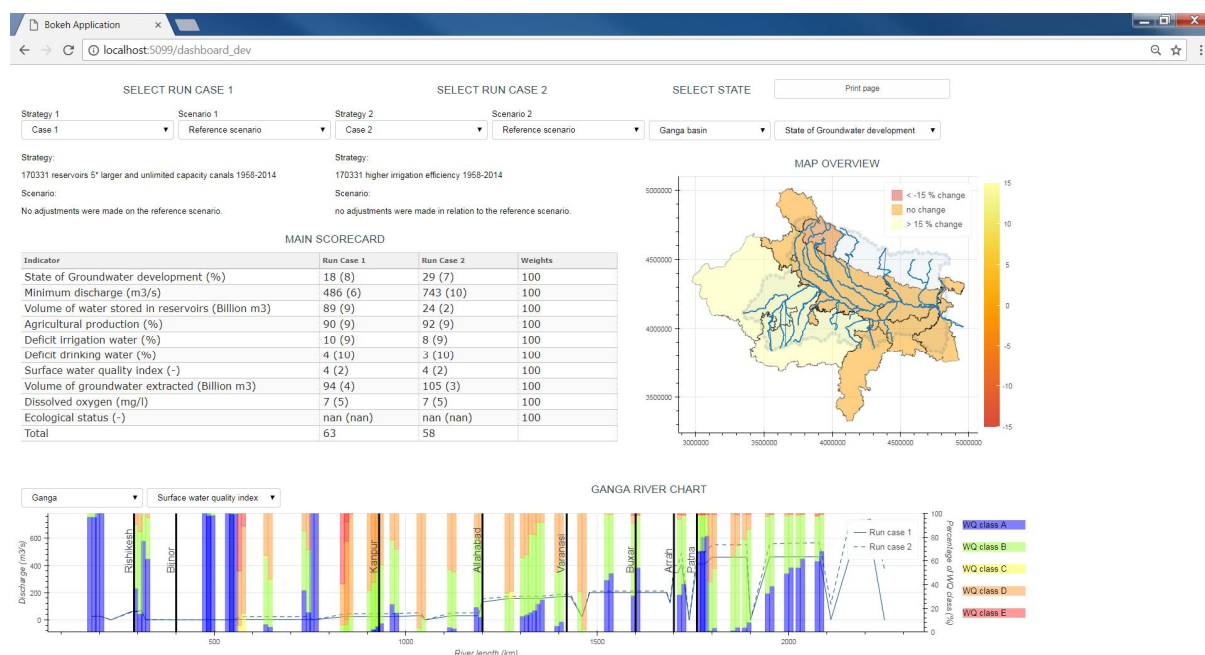 Bokeh Application
localhost:5099/dashboard_dev
SELECT RUN CASE 1
SELECT RUN CASE 2
SELECT STATE
Print page
Strategy 1
Scenario 1
Strategy 2
Scenario 2
Case 1
Reference scenario
Case 2
Reference scenario
Ganga basin
State of Groundwater development
Strategy:
170331 reservoirs 5* larger and unlimited capacity canals 1958-2014
Scenario:
No adjustments were made on the reference scenario.
Strategy:
170331 higher irrigation efficiency 1958-2014
Scenario:
no adjustments were made in relation to the reference scenario.
MAIN SCORECARD
Indicator Run Case 1 Run Case 2 Weights
State of Groundwater development (%) 18 (8) 29 (7) 100
Minimum discharge (m3/s) 486 (6) 743 (10) 100
Volume of water stored in reservoirs (Billion m3) 89 (9) 24 (2) 100
Agricultural production (%) 90 (9) 92 (9) 100
Deficit irrigation water (%) 10 (9) 8 (9) 100
Deficit drinking water (%) 4 (10) 3 (10) 100
Surface water quality index (-) 4 (2) 4 (2) 100
Volume of groundwater extracted (Billion m3) 94 (4) 105 (3) 100
Dissolved oxygen (mg/l) 7 (5) 7 (5) 100
Ecological status (-) nan (nan) nan (nan) 100
Total 63 58
MAP OVERVIEW
< -15 % change
no change
> 15 % change
5000000
4500000
4000000
3500000
3000000 3500000 4000000 4500000 5000000
15
10
5
0
-5
-10
-15
Ganga
Surface water quality index
GANGA RIVER CHART
Discharge (m3/s)
600
400
200
0
Rishikesh
Bijnor
Kanpur
Allahabad
Varanasi
Buxar
Arrah
Patna
Run case 1
Run case 2
100
80
60
40
20
0
Percentage of WQ class (%)
WQ class A
WQ class B
WQ class C
WQ class D
WQ class E
500 1000 1500 2000
River length (km)